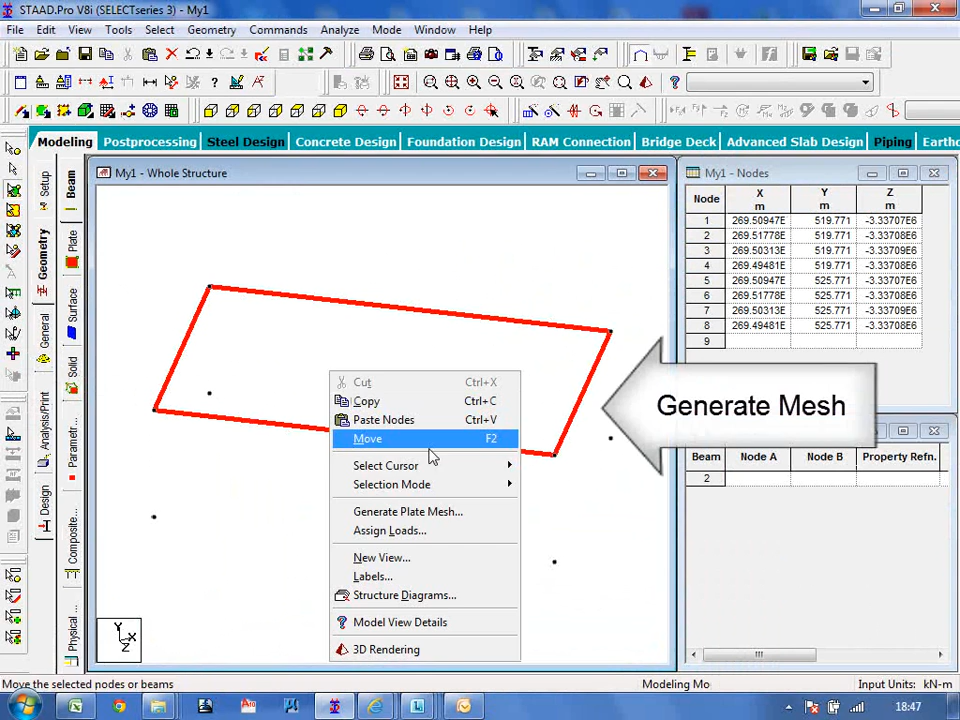 STAAD.Pro V8i (SELECTseries 3) - My1
File Edit View Tools Select Geometry Commands Analyze Mode Window Help
Modeling Postprocessing Steel Design Concrete Design Foundation Design RAM Connection Bridge Deck Advanced Slab Design Piping Earth
Setup
Geometry
General
Analysis/Print
Design
Beam
Plate
Surface
Solid
Parametr...
Composite...
Physical ...
My1 - Whole Structure
Y
X
Z
Cut Ctrl+X
Copy Ctrl+C
Paste Nodes Ctrl+V
Move F2
Select Cursor
Selection Mode
Generate Plate Mesh...
Assign Loads...
New View...
Labels...
Structure Diagrams...
Model View Details
3D Rendering
Generate Mesh
My1 - Nodes
Node X m Y m Z m
1 269.50947E 519.771 -3.33707E6
2 269.51778E 519.771 -3.33708E6
3 269.50313E 519.771 -3.33709E6
4 269.49481E 519.771 -3.33708E6
5 269.50947E 525.771 -3.33707E6
6 269.51778E 525.771 -3.33708E6
7 269.50313E 525.771 -3.33709E6
8 269.49481E 525.771 -3.33708E6
9
Beam Node A Node B Property Refn.
2
Move the selected nodes or beams
Modeling Mo
Input Units: kN-m
18:47